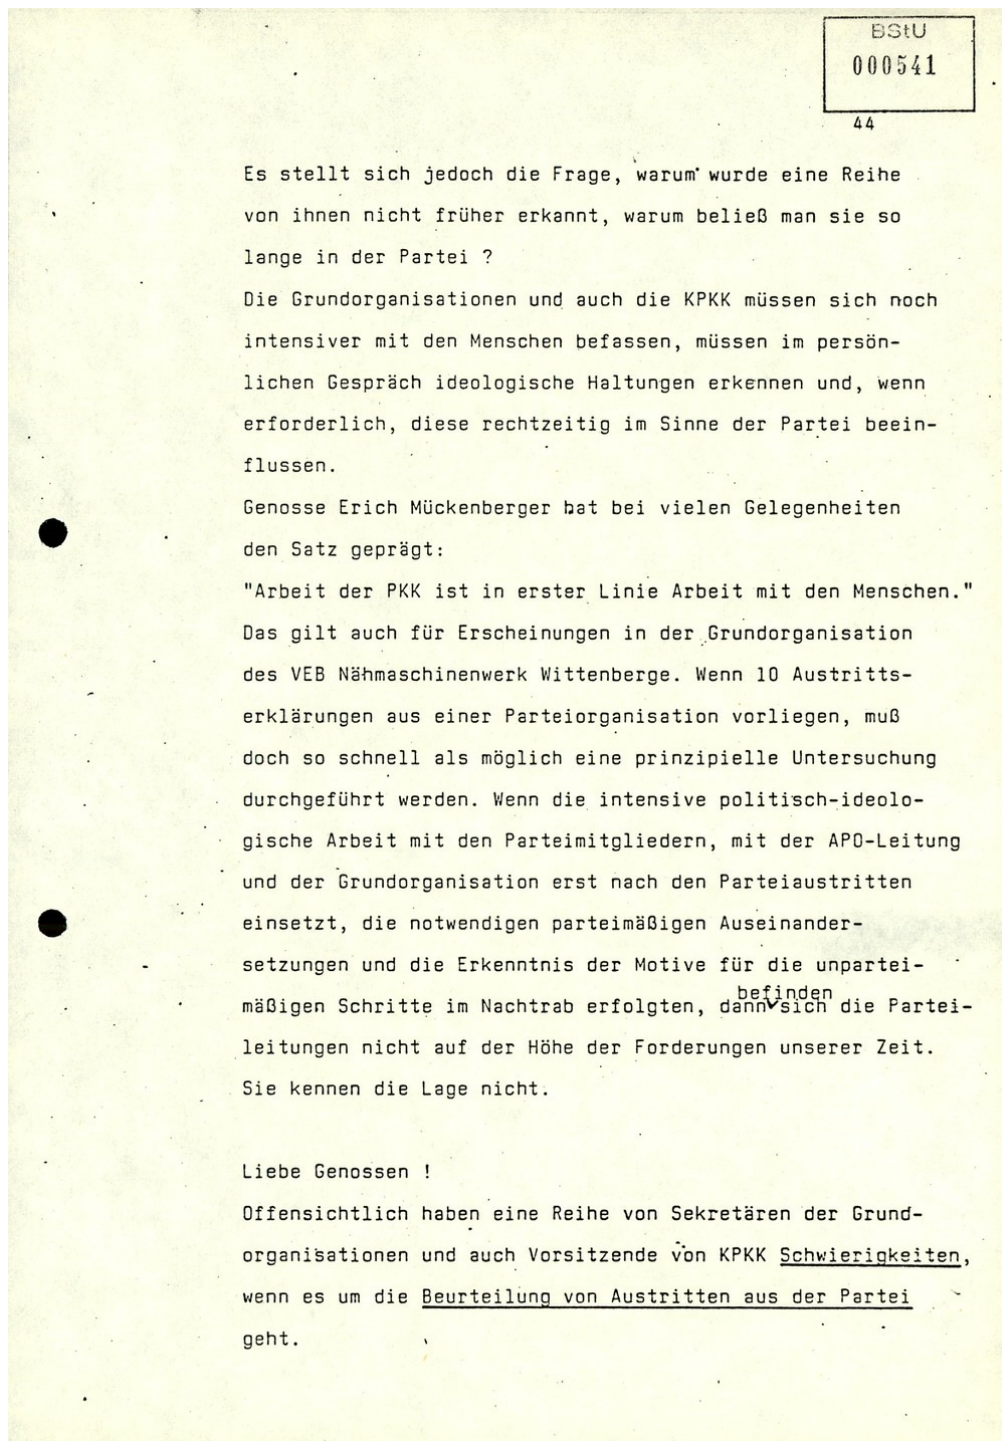 BStU
000541
44
Es stellt sich jedoch die Frage, warum wurde eine Reihe
von ihnen nicht früher erkannt, warum beließ man sie so
lange in der Partei ?
Die Grundorganisationen und auch die KPKK müssen sich noch
intensiver mit den Menschen befassen, müssen im persön-
lichen Gespräch ideologische Haltungen erkennen und, wenn
erforderlich, diese rechtzeitig im Sinne der Partei beein-
flussen.
Genosse Erich Mückenberger hat bei vielen Gelegenheiten
den Satz geprägt:
"Arbeit der PKK ist in erster Linie Arbeit mit den Menschen."
Das gilt auch für Erscheinungen in der Grundorganisation
des VEB Nähmaschinenwerk Wittenberge. Wenn 10 Austritts-
erklärungen aus einer Parteiorganisation vorliegen, muß
doch so schnell als möglich eine prinzipielle Untersuchung
durchgeführt werden. Wenn die intensive politisch-ideolo-
gische Arbeit mit den Parteimitgliedern, mit der APO-Leitung
und der Grundorganisation erst nach den Parteiaustritten
einsetzt, die notwendigen parteimäßigen Auseinander-
setzungen und die Erkenntnis der Motive für die unpartei-
befinden
mäßigen Schritte im Nachtrab erfolgten, dann sich die Partei-
leitungen nicht auf der Höhe der Forderungen unserer Zeit.
Sie kennen die Lage nicht.
Liebe Genossen !
Offensichtlich haben eine Reihe von Sekretären der Grund-
organisationen und auch Vorsitzende von KPKK Schwierigkeiten,
wenn es um die Beurteilung von Austritten aus der Partei
geht.